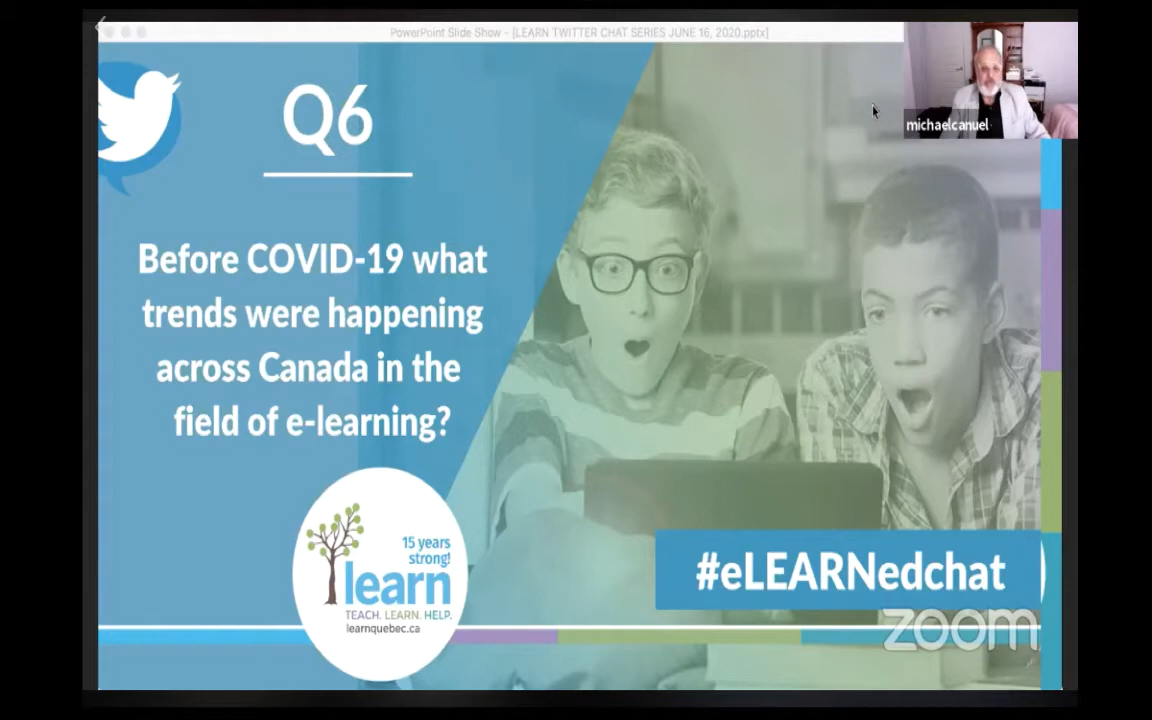 PowerPoint Slide Show - [LEARN TWITTER CHAT SERIES JUNE 16, 2020.pptx]
michaelcanuel
Q6
Before COVID-19 what
trends were happening
across Canada in the
field of e-learning?
15 years
strong!
learn
TEACH. LEARN. HELP.
learnquebec.ca
#eLEARNedchat
zoom